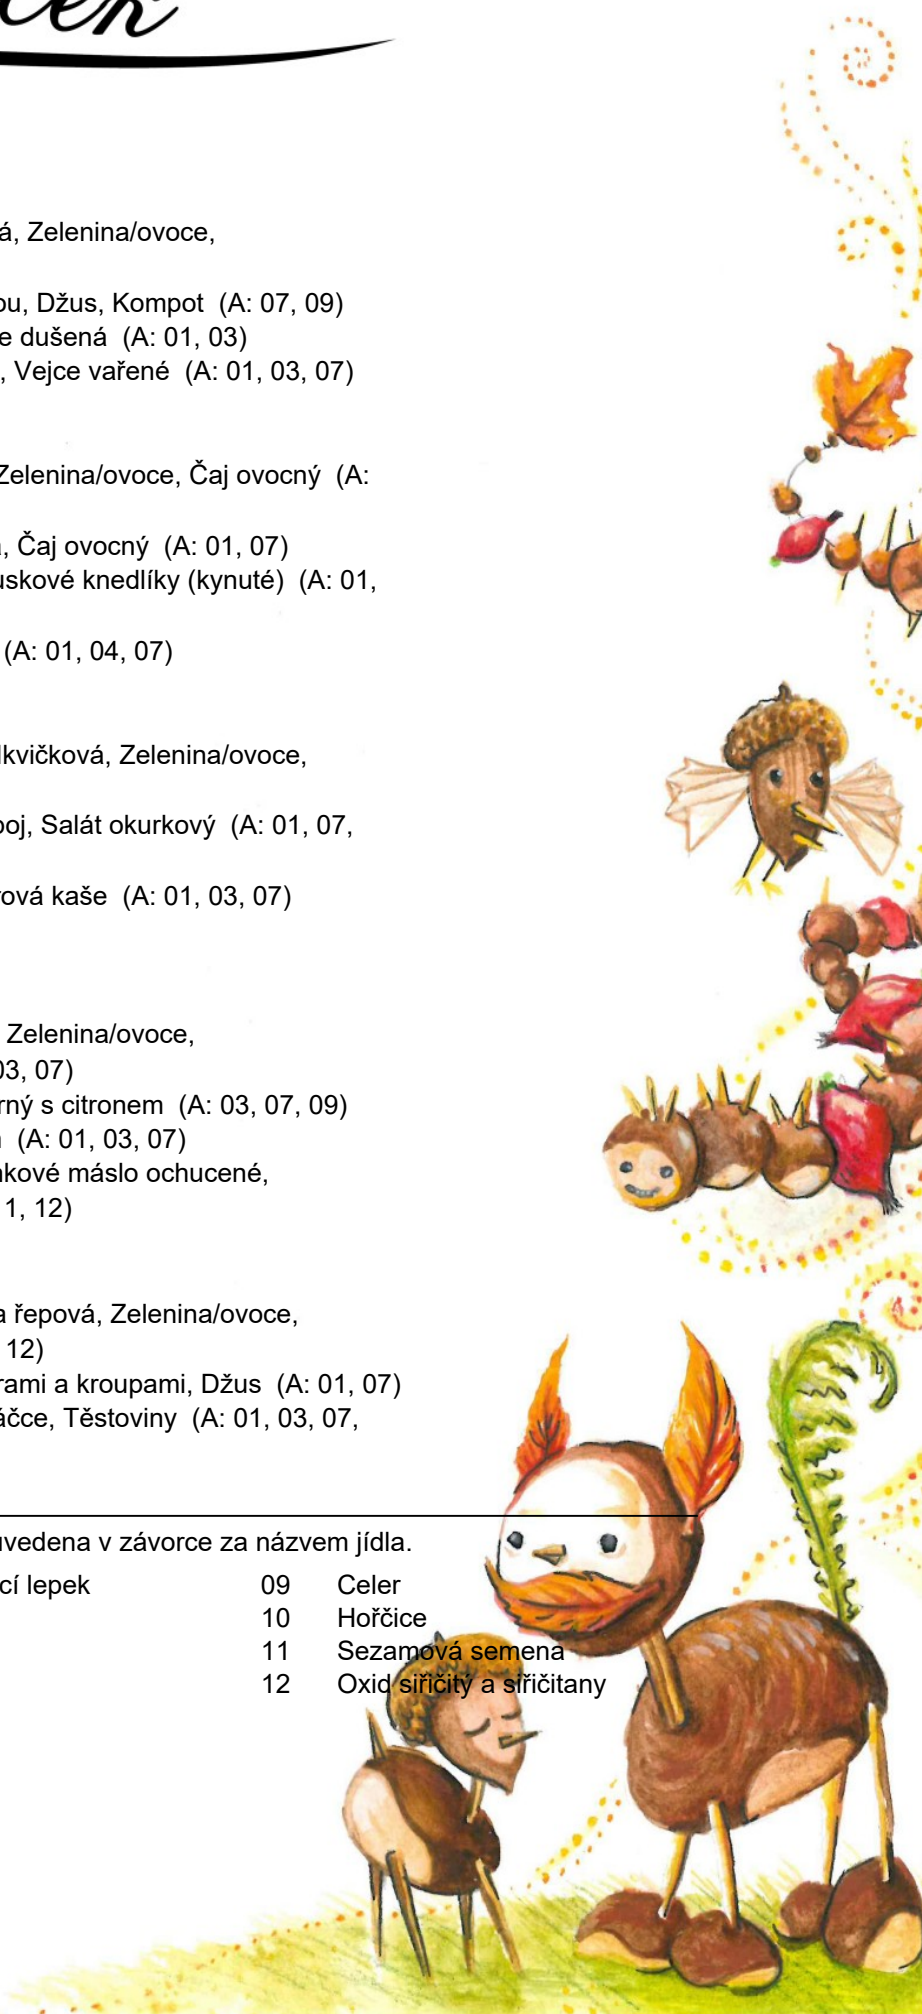 á, Zelenina/ovoce,
ou, Džus, Kompot (A: 07, 09)
e dušená (A: 01, 03)
, Vejce vařené (A: 01, 03, 07)
Zelenina/ovoce, Čaj ovocný (A:
, Čaj ovocný (A: 01, 07)
uskové knedlíky (kynuté) (A: 01,
(A: 01, 04, 07)
lkvičková, Zelenina/ovoce,
oj, Salát okurkový (A: 01, 07,
rová kaše (A: 01, 03, 07)
Zelenina/ovoce,
03, 07)
rný s citronem (A: 03, 07, 09)
(A: 01, 03, 07)
nkové máslo ochucené,
1, 12)
a řepová, Zelenina/ovoce,
12)
rami a kroupami, Džus (A: 01, 07)
áčce, Těstoviny (A: 01, 03, 07,
uvedena v závorce za názvem jídla.
cí lepek 09 Celer
10 Hořčice
11 Sezamová semena
12 Oxid siřičitý a siřičitany